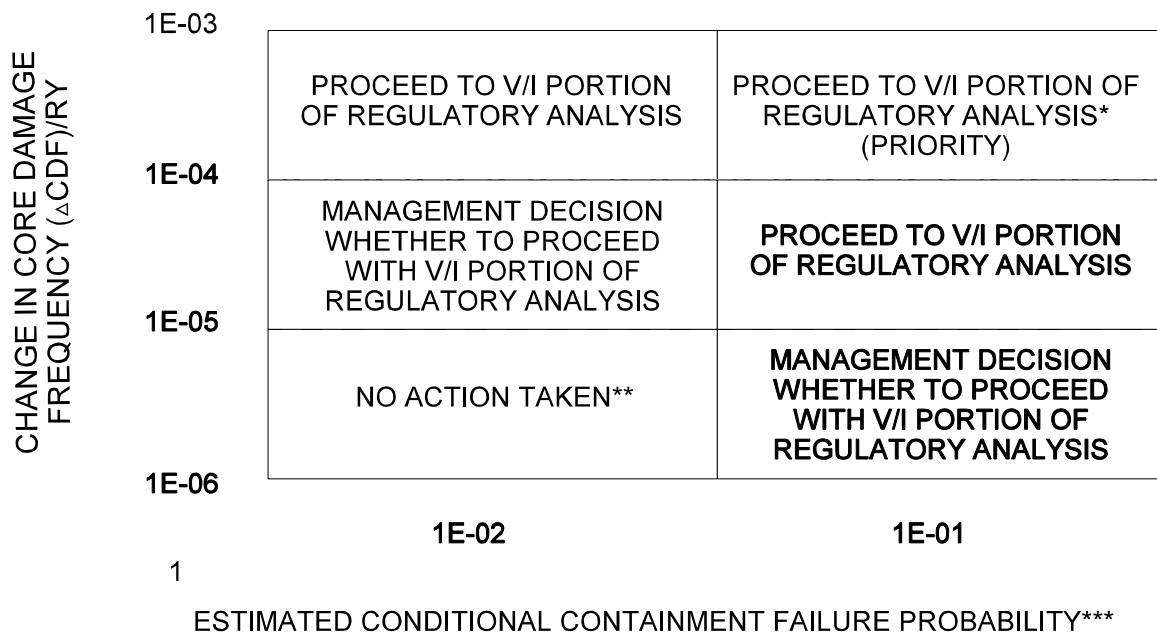 CHANGE IN CORE DAMAGE
FREQUENCY (△CDF)/RY
1E-03
PROCEED TO V/I PORTION
OF REGULATORY ANALYSIS
PROCEED TO V/I PORTION OF
REGULATORY ANALYSIS*
(PRIORITY)
1E-04
MANAGEMENT DECISION
WHETHER TO PROCEED
WITH V/I PORTION OF
REGULATORY ANALYSIS
PROCEED TO V/I PORTION
OF REGULATORY ANALYSIS
1E-05
NO ACTION TAKEN**
MANAGEMENT DECISION
WHETHER TO PROCEED
WITH V/I PORTION OF
REGULATORY ANALYSIS
1E-06
1E-02
1E-01
1
ESTIMATED CONDITIONAL CONTAINMENT FAILURE PROBABILITY***